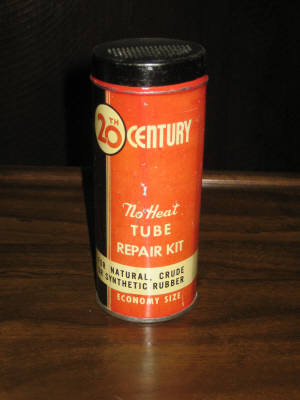 20TH CENTURY
No Heat
TUBE
REPAIR KIT
FOR NATURAL, CRUDE
OR SYNTHETIC RUBBER
ECONOMY SIZE